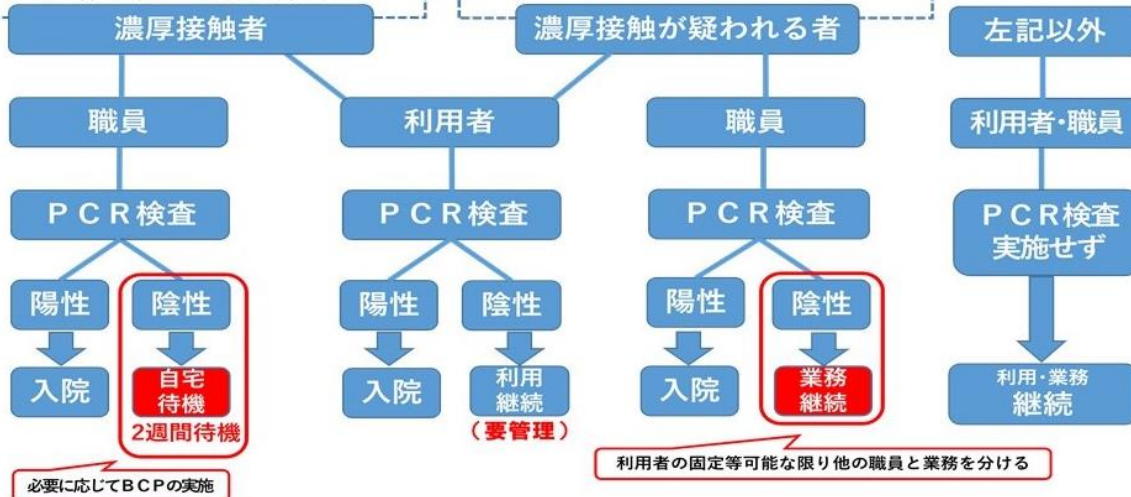 濃厚接触者
濃厚接触が疑われる者
左記以外
職員
利用者
職員
利用者・職員
PCR検査
PCR検査
PCR検査
PCR検査
実施せず
陽性
陰性
陽性
陰性
陽性
陰性
入院
自宅
待機
入院
利用
継続
入院
業務
継続
利用・業務
継続
2週間待機
(要管理)
利用者の固定等可能な限り他の職員と業務を分ける
必要に応じてBCPの実施